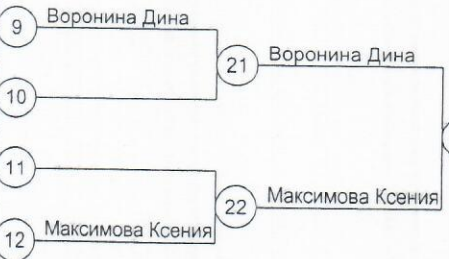 9 Воронина Дина
21 Воронина Дина
10
11
22 Максимова Ксения
12 Максимова Ксения